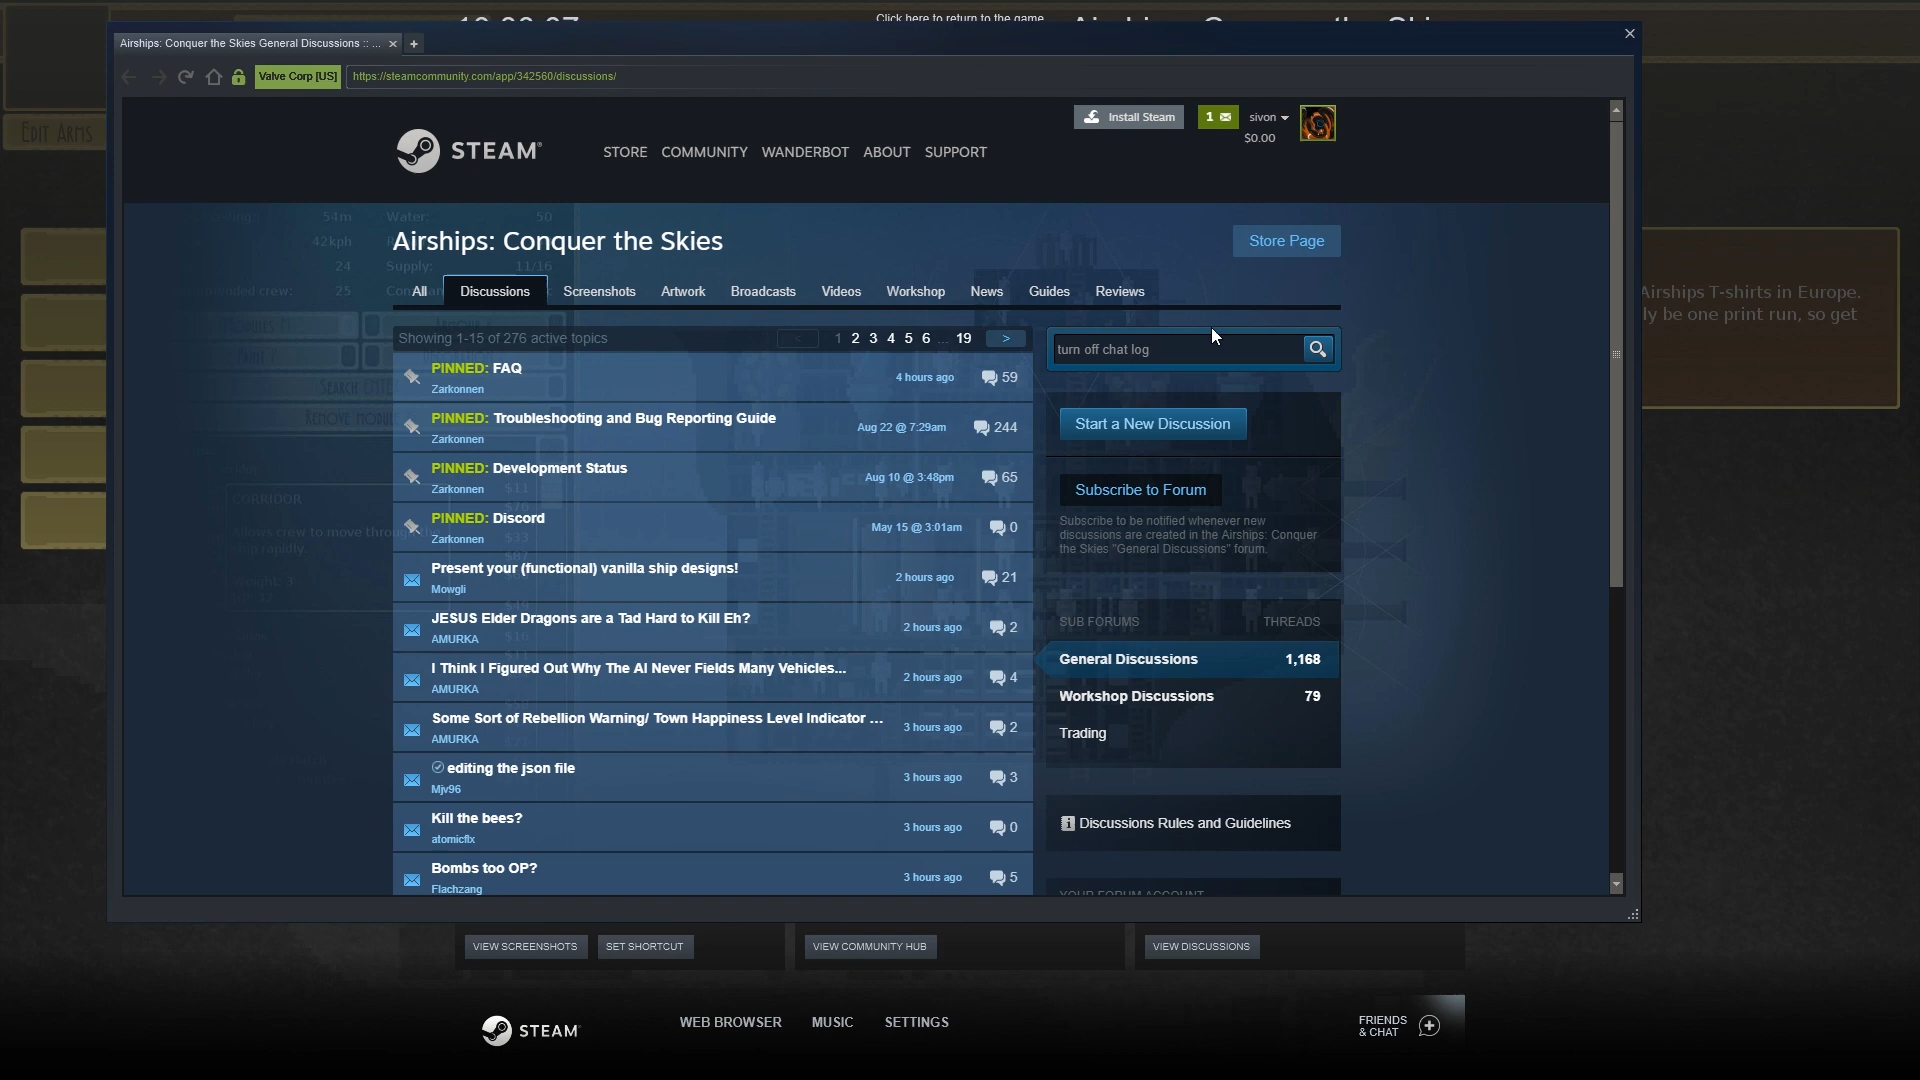 Click here to return to the game
Airships: Conquer the Skies General Discussions :: ...
Valve Corp [US]
https://steamcommunity.com/app/342560/discussions/
Install Steam
1
sivon
$0.00
STEAM
STORE
COMMUNITY
WANDERBOT
ABOUT
SUPPORT
EDIT ARMS
54m
Water:
50
42kph
24
Supply:
11/16
25
Airships: Conquer the Skies
Store Page
All
Discussions
Screenshots
Artwork
Broadcasts
Videos
Workshop
News
Guides
Reviews
Airships T-shirts in Europe.
ly be one print run, so get
Showing 1-15 of 276 active topics
< 1 2 3 4 5 6 ... 19 >
turn off chat log
PINNED: FAQ
Zarkonnen
4 hours ago
59
PINNED: Troubleshooting and Bug Reporting Guide
Zarkonnen
Aug 22 @ 7:29am
244
PINNED: Development Status
Zarkonnen
Aug 10 @ 3:48pm
65
PINNED: Discord
Zarkonnen
May 15 @ 3:01am
0
Present your (functional) vanilla ship designs!
Mowgli
2 hours ago
21
JESUS Elder Dragons are a Tad Hard to Kill Eh?
AMURKA
2 hours ago
2
I Think I Figured Out Why The AI Never Fields Many Vehicles...
AMURKA
2 hours ago
4
Some Sort of Rebellion Warning/ Town Happiness Level Indicator ...
AMURKA
3 hours ago
2
editing the json file
Mjv96
3 hours ago
3
Kill the bees?
atomicflx
3 hours ago
0
Bombs too OP?
Flachzang
3 hours ago
5
CORRIDOR
Start a New Discussion
Subscribe to Forum
Subscribe to be notified whenever new
discussions are created in the Airships: Conquer
the Skies "General Discussions" forum.
SUB FORUMS
THREADS
General Discussions
1,168
Workshop Discussions
79
Trading
Discussions Rules and Guidelines
YOUR FORUM ACCOUNT
VIEW SCREENSHOTS
SET SHORTCUT
VIEW COMMUNITY HUB
VIEW DISCUSSIONS
STEAM
WEB BROWSER
MUSIC
SETTINGS
FRIENDS
& CHAT